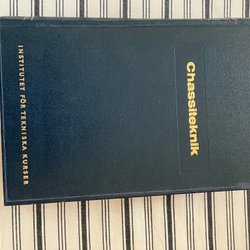 Chassiteknik
INSTITUTET FÖR TEKNISKA KURSER